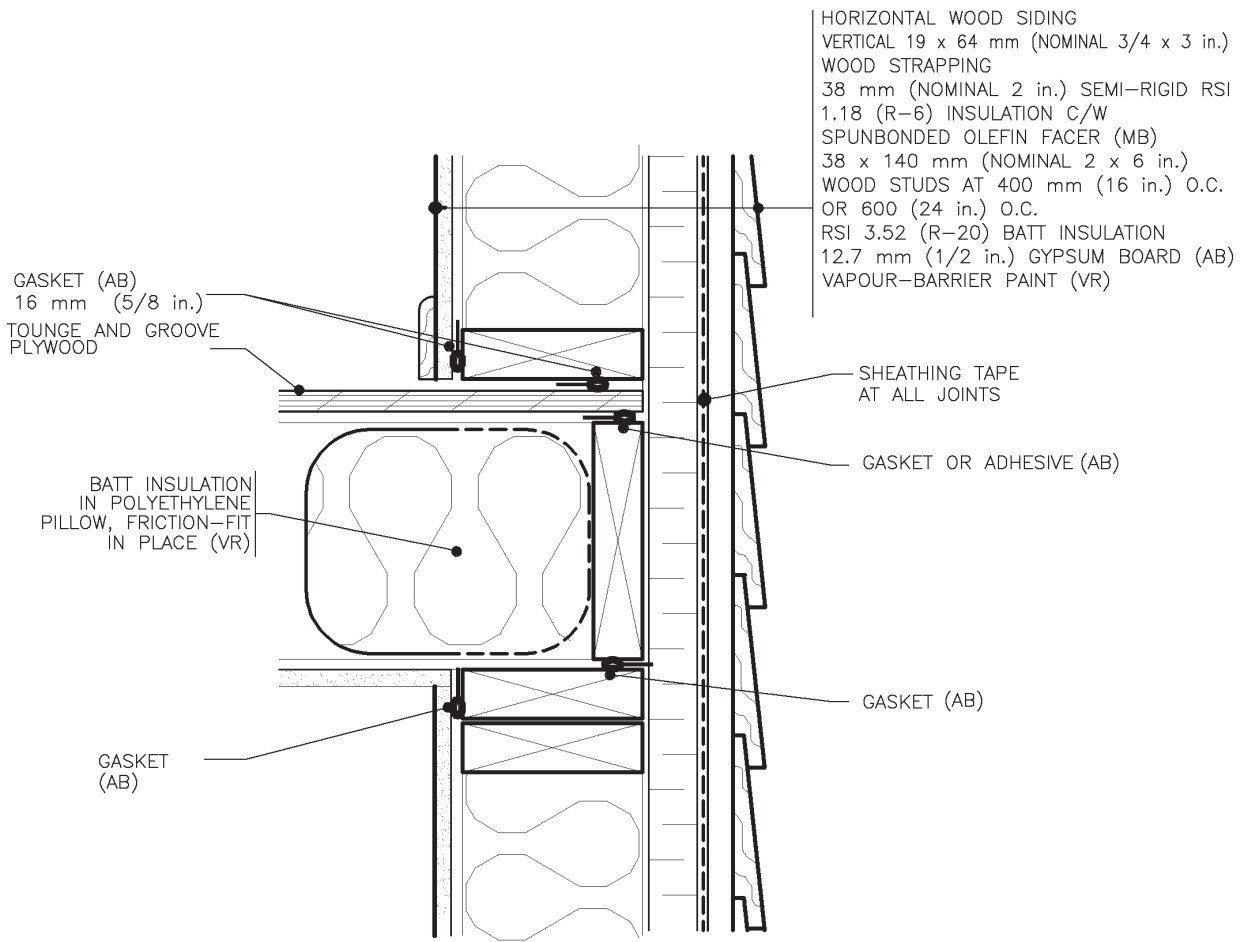 HORIZONTAL WOOD SIDING
VERTICAL 19 x 64 mm (NOMINAL 3/4 x 3 in.)
WOOD STRAPPING
38 mm (NOMINAL 2 in.) SEMI-RIGID RSI
1.18 (R-6) INSULATION C/W
SPUNBONDED OLEFIN FACER (MB)
38 x 140 mm (NOMINAL 2 x 6 in.)
WOOD STUDS AT 400 mm (16 in.) O.C.
OR 600 (24 in.) O.C.
RSI 3.52 (R-20) BATT INSULATION
12.7 mm (1/2 in.) GYPSUM BOARD (AB)
VAPOUR-BARRIER PAINT (VR)
GASKET (AB)
16 mm (5/8 in.)
TOUNGE AND GROOVE
PLYWOOD
SHEATHING TAPE
AT ALL JOINTS
GASKET OR ADHESIVE (AB)
BATT INSULATION
IN POLYETHYLENE
PILLOW, FRICTION-FIT
IN PLACE (VR)
GASKET (AB)
GASKET
(AB)